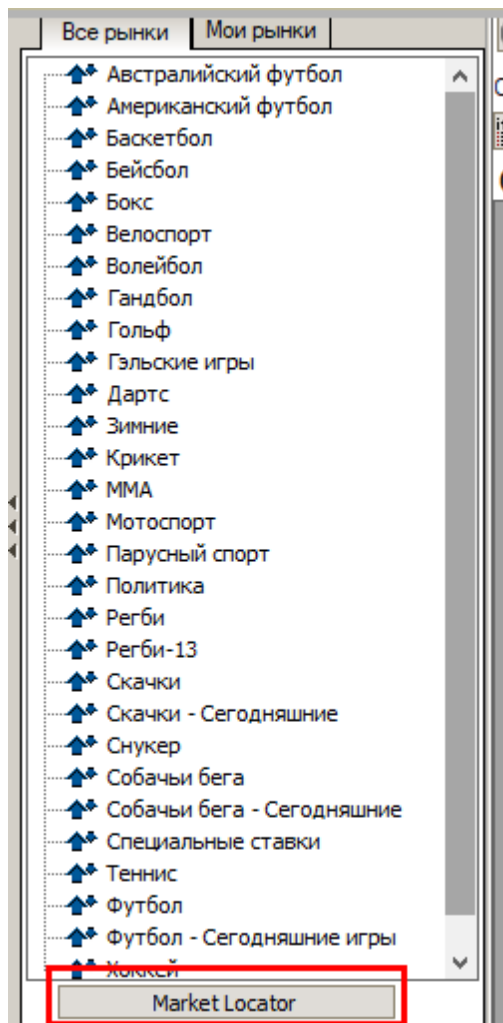 Все рынки
Мои рынки
Австралийский футбол
Американский футбол
Баскетбол
Бейсбол
Бокс
Велоспорт
Волейбол
Гандбол
Гольф
Гэльские игры
Дартс
Зимние
Крикет
ММА
Мотоспорт
Парусный спорт
Политика
Регби
Регби-13
Скачки
Скачки - Сегодняшние
Снукер
Собачьи бега
Собачьи бега - Сегодняшние
Специальные ставки
Теннис
Футбол
Футбол - Сегодняшние игры
Хоккей
Market Locator